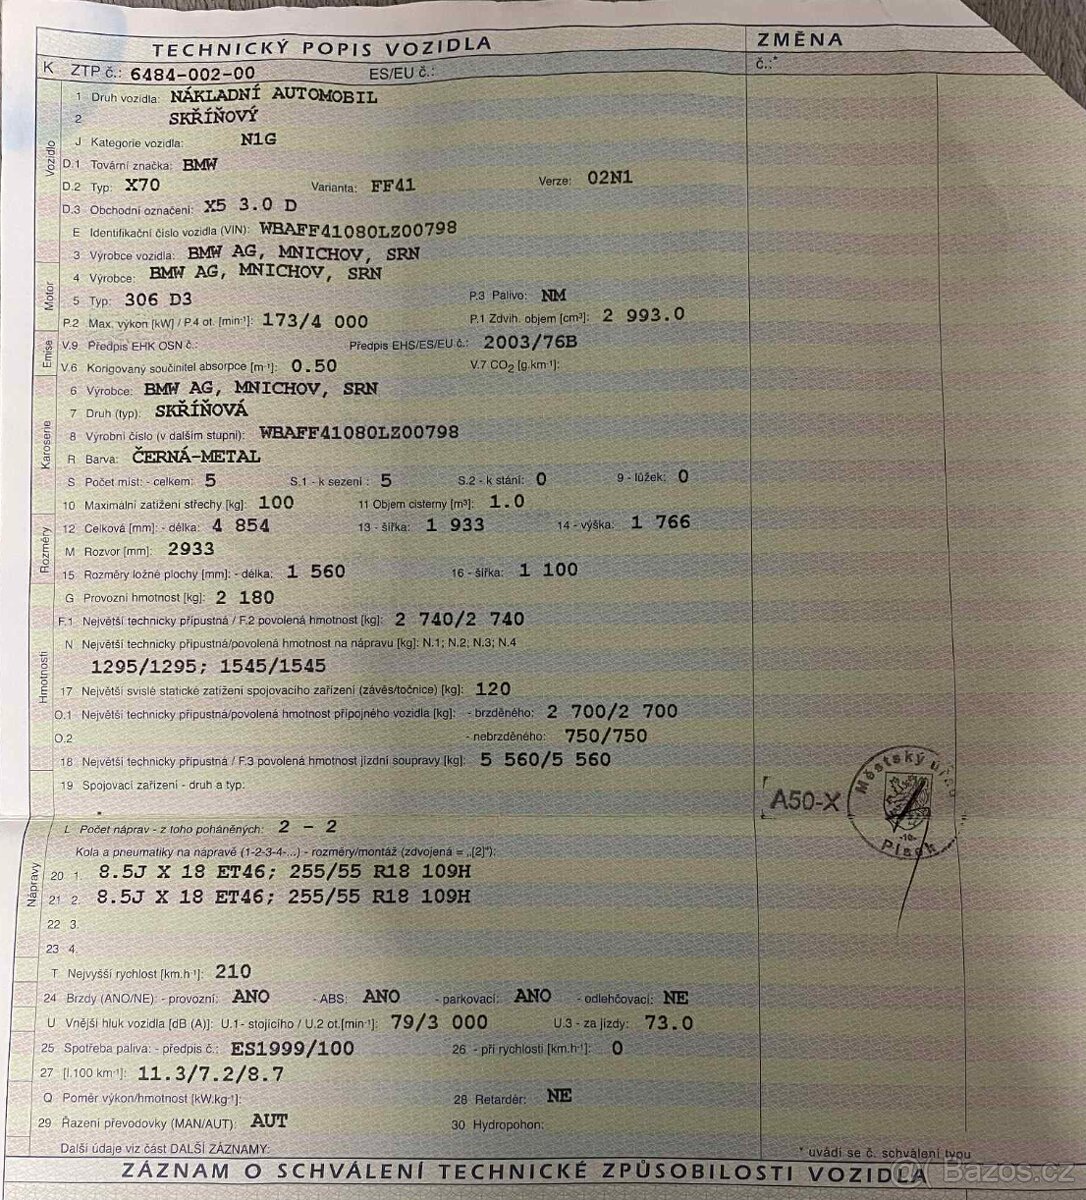 TECHNICKÝ POPIS VOZIDLA ZMĚNA
K ZTP č.: 6484-002-00 ES/EU č.: č.:*
Vozidlo
1 Druh vozidla: NÁKLADNÍ AUTOMOBIL
2 SKŘÍŇOVÝ
J Kategorie vozidla: N1G
D.1 Tovární značka: BMW
D.2 Typ: X70 Varianta: FF41 Verze: 02N1
D.3 Obchodní označení: X5 3.0 D
E Identifikační číslo vozidla (VIN): WBAFF41080LZ00798
3 Výrobce vozidla: BMW AG, MNICHOV, SRN
Motor
4 Výrobce: BMW AG, MNICHOV, SRN
5 Typ: 306 D3 P.3 Palivo: NM
P.2 Max. výkon [kW] / P.4 ot. [min-¹]: 173/4 000 P.1 Zdvih. objem [cm³]: 2 993.0
Emise
V.9 Předpis EHK OSN č.: Předpis EHS/ES/EU č.: 2003/76B
V.6 Korigovaný součinitel absorpce [m-¹]: 0.50 V.7 CO2 [g.km-¹]:
Karoserie
6 Výrobce: BMW AG, MNICHOV, SRN
7 Druh (typ): SKŘÍŇOVÁ
8 Výrobní číslo (v dalším stupni): WBAFF41080LZ00798
R Barva: ČERNÁ-METAL
S Počet míst: - celkem: 5 S.1 - k sezení : 5 S.2 - k stání: 0 9 - lůžek: 0
10 Maximální zatížení střechy [kg]: 100 11 Objem cisterny [m³]: 1.0
Rozměry
12 Celková [mm]: - délka: 4 854 13 - šířka: 1 933 14 - výška: 1 766
M Rozvor [mm]: 2933
15 Rozměry ložné plochy [mm]: - délka: 1 560 16 - šířka: 1 100
Hmotnosti
G Provozní hmotnost [kg]: 2 180
F.1 Největší technicky přípustná / F.2 povolená hmotnost [kg]: 2 740/2 740
N Největší technicky přípustná/povolená hmotnost na nápravu [kg]: N.1; N.2; N.3; N.4
1295/1295; 1545/1545
17 Největší svislé statické zatížení spojovacího zařízení (závěs/točnice) [kg]: 120
O.1 Největší technicky přípustná/povolená hmotnost přípojného vozidla [kg]: - brzděného: 2 700/2 700
O.2 - nebrzděného: 750/750
18 Největší technicky přípustná / F.3 povolená hmotnost jízdní soupravy [kg]: 5 560/5 560
19 Spojovací zařízení - druh a typ:
A50-X
Městský úřad
-10-
Nápravy
L Počet náprav - z toho poháněných: 2 - 2
Kola a pneumatiky na nápravě (1-2-3-4-...) - rozměry/montáž (zdvojená = „[2]"):
20 1. 8.5J X 18 ET46; 255/55 R18 109H
21 2. 8.5J X 18 ET46; 255/55 R18 109H
22 3.
23 4.
T Nejvyšší rychlost [km.h-¹]: 210
24 Brzdy (ANO/NE): - provozní: ANO - ABS: ANO - parkovací: ANO - odlehčovací: NE
U Vnější hluk vozidla [dB (A)]: U.1- stojícího / U.2 ot.[min-¹]: 79/3 000 U.3 - za jízdy: 73.0
25 Spotřeba paliva: - předpis č.: ES1999/100 26 - při rychlosti [km.h-¹]: 0
27 [l.100 km-¹]: 11.3/7.2/8.7
Q Poměr výkon/hmotnost [kW.kg-¹]: 28 Retardér: NE
29 Řazení převodovky (MAN/AUT): AUT 30 Hydropohon:
Další údaje viz část DALŠÍ ZÁZNAMY: * uvádí se č. schválení typu
ZÁZNAM O SCHVÁLENÍ TECHNICKÉ ZPŮSOBILOSTI VOZIDLA
Bazos.cz